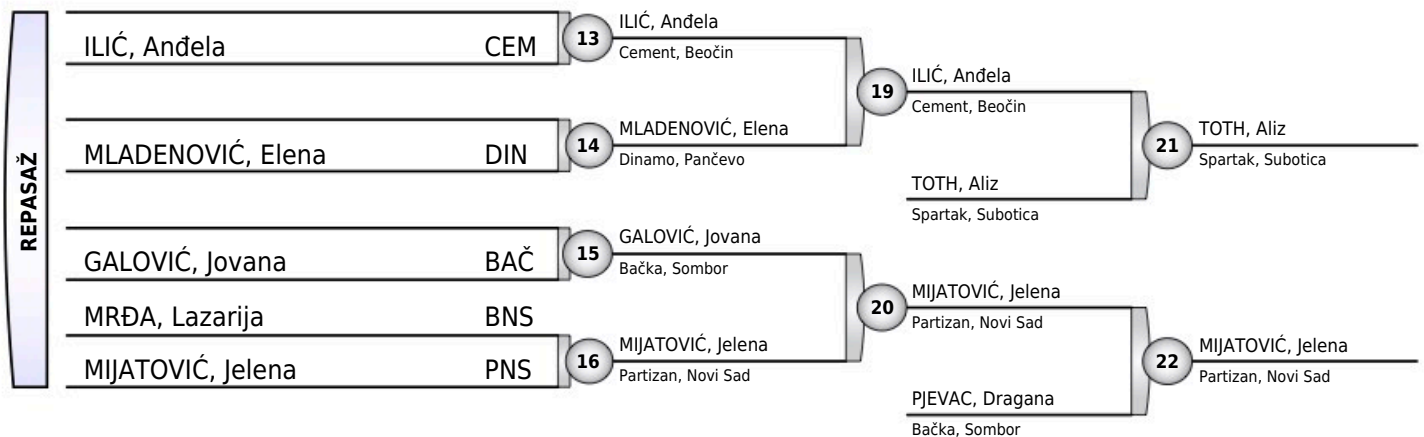 REPASAŽ
ILIĆ, Anđela CEM
MLADENOVIĆ, Elena DIN
GALOVIĆ, Jovana BAČ
MRĐA, Lazarija BNS
MIJATOVIĆ, Jelena PNS
13
ILIĆ, Anđela
Cement, Beočin
14
MLADENOVIĆ, Elena
Dinamo, Pančevo
15
GALOVIĆ, Jovana
Bačka, Sombor
16
MIJATOVIĆ, Jelena
Partizan, Novi Sad
19
ILIĆ, Anđela
Cement, Beočin
TOTH, Aliz
Spartak, Subotica
20
MIJATOVIĆ, Jelena
Partizan, Novi Sad
PJEVAC, Dragana
Bačka, Sombor
21
TOTH, Aliz
Spartak, Subotica
22
MIJATOVIĆ, Jelena
Partizan, Novi Sad